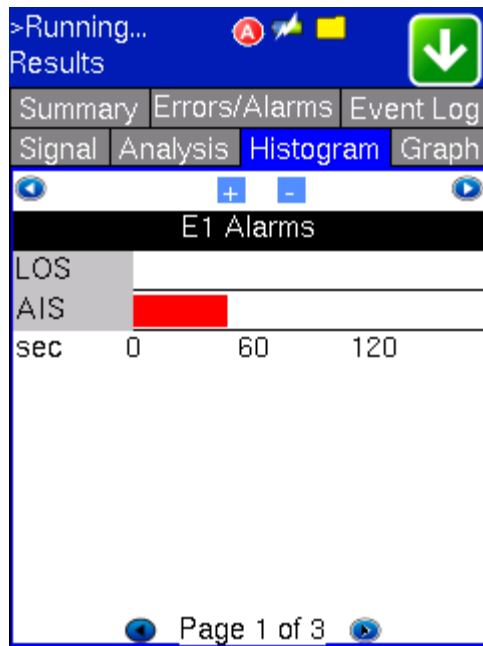 >Running...
A
Results
Summary Errors/Alarms Event Log
Signal Analysis Histogram Graph
+ -
E1 Alarms
LOS
AIS
sec 0 60 120
Page 1 of 3